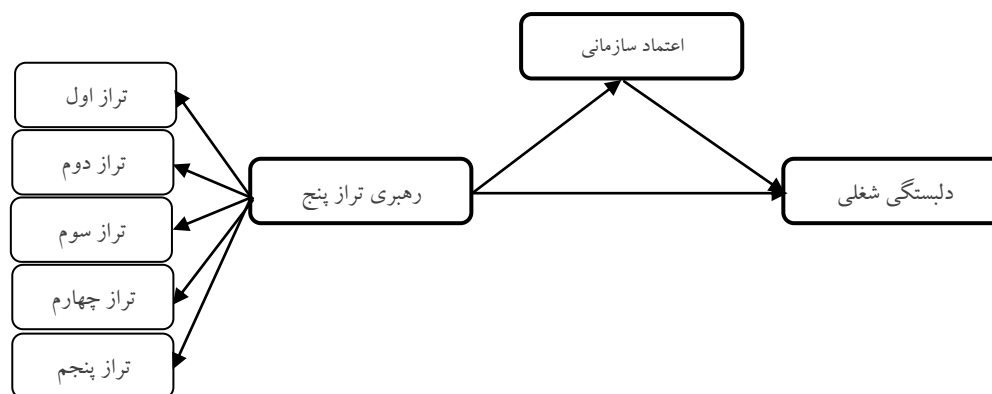 اعتماد سازمانی
تراز اول
تراز دوم
رهبری تراز پنج
دلبستگی شغلی
تراز سوم
تراز چهارم
تراز پنجم